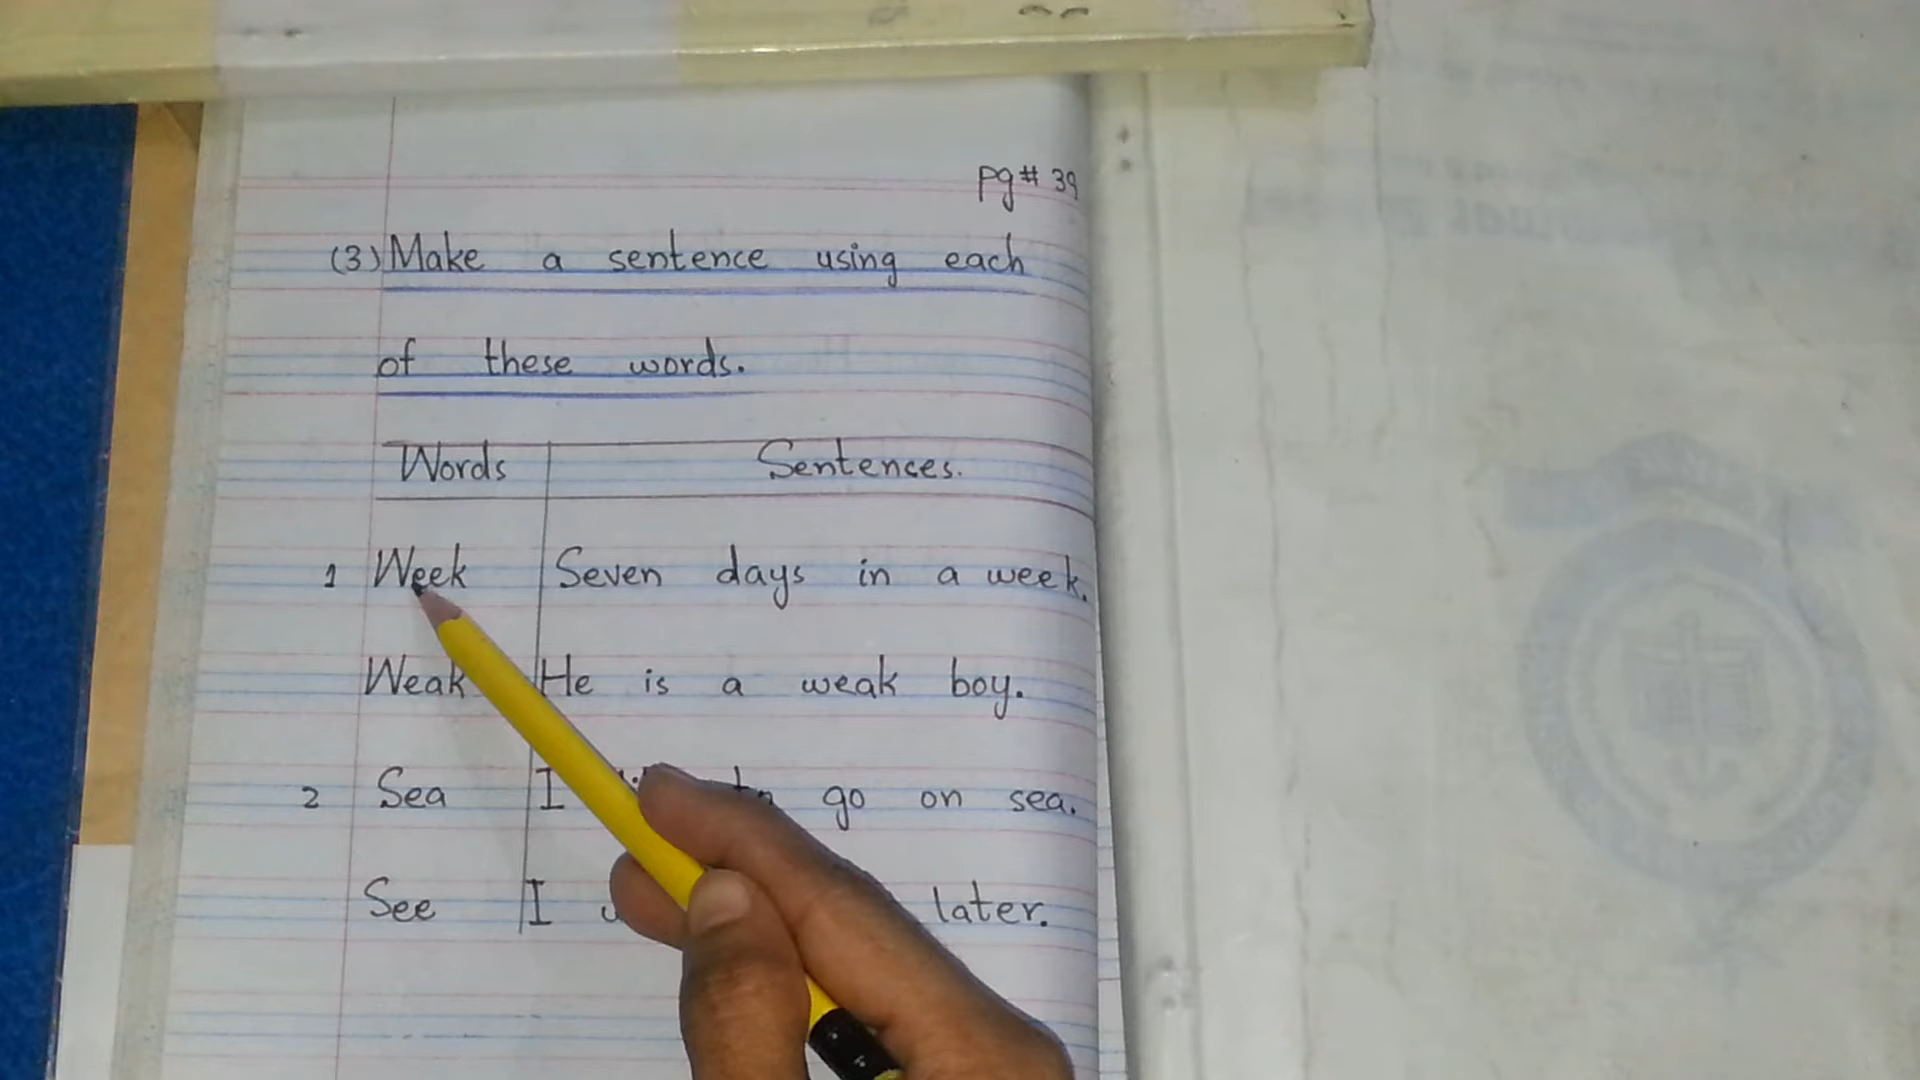 pg# 39
(3) Make a sentence using each
of these words.
Words Sentences.
1 Week Seven days in a week.
Weak He is a weak boy.
2 Sea I to go on sea.
See I later.